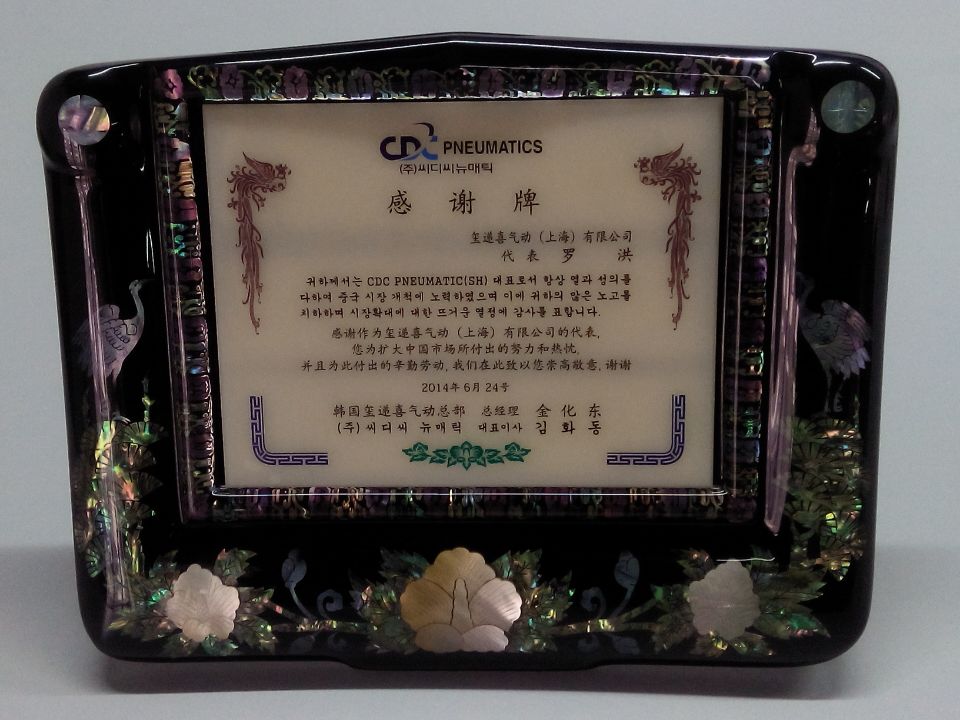 CDC PNEUMATICS
(주)씨디씨뉴매틱
感谢牌
玺递喜气动（上海）有限公司
代表 罗 洪
귀하께서는 CDC PNEUMATIC(SH) 대표로서 항상 열과 성의를
다하여 중국 시장 개척에 노력하였으며 이에 귀하의 많은 노고를
치하하며 시장확대에 대한 뜨거운 열정에 감사를 표합니다.
感谢作为玺递喜气动（上海）有限公司的代表,
您为扩大中国市场所付出的努力和热忱,
并且为此付出的辛勤劳动,我们在此致以您崇高敬意,谢谢
2014年 6月 24号
韩国玺递喜气动总部 总经理 金化东
(주) 씨디씨 뉴매틱 대표이사 김화동